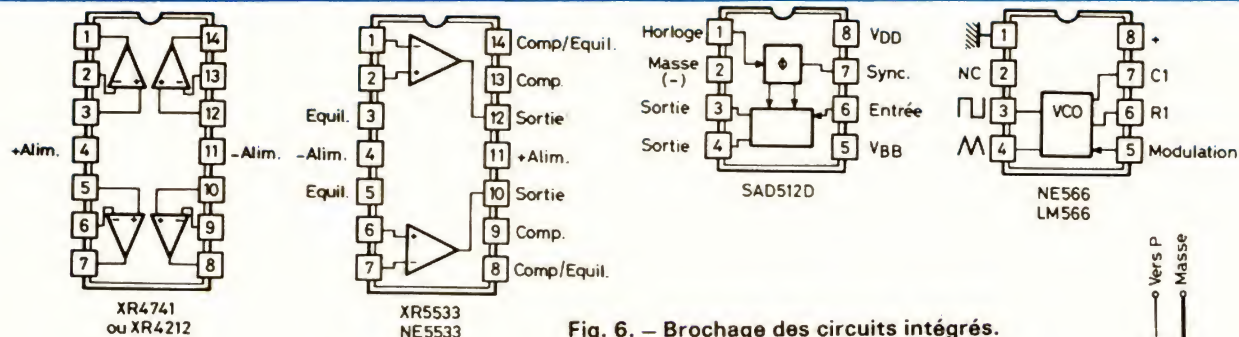 1
2
3
+Alim. 4
5
6
7
14
13
12
11 -Alim.
10
9
8
- +
+ -
XR4741
ou XR4212
1
2
Equil. 3
-Alim. 4
Equil. 5
6
7
14 Comp/Equil.
13 Comp.
12 Sortie
11 +Alim.
10 Sortie
9 Comp.
8 Comp/Equil.
XR5533
NE5533
Horloge 1
Masse 2
(-)
Sortie 3
Sortie 4
Φ
8 VDD
7 Sync.
6 Entrée
5 VBB
SAD512D
1
NC 2
3
4
VCO
8 +
7 C1
6 R1
5 Modulation
NE566
LM566
Vers P
Masse
Fig. 6. — Brochage des circuits intégrés.